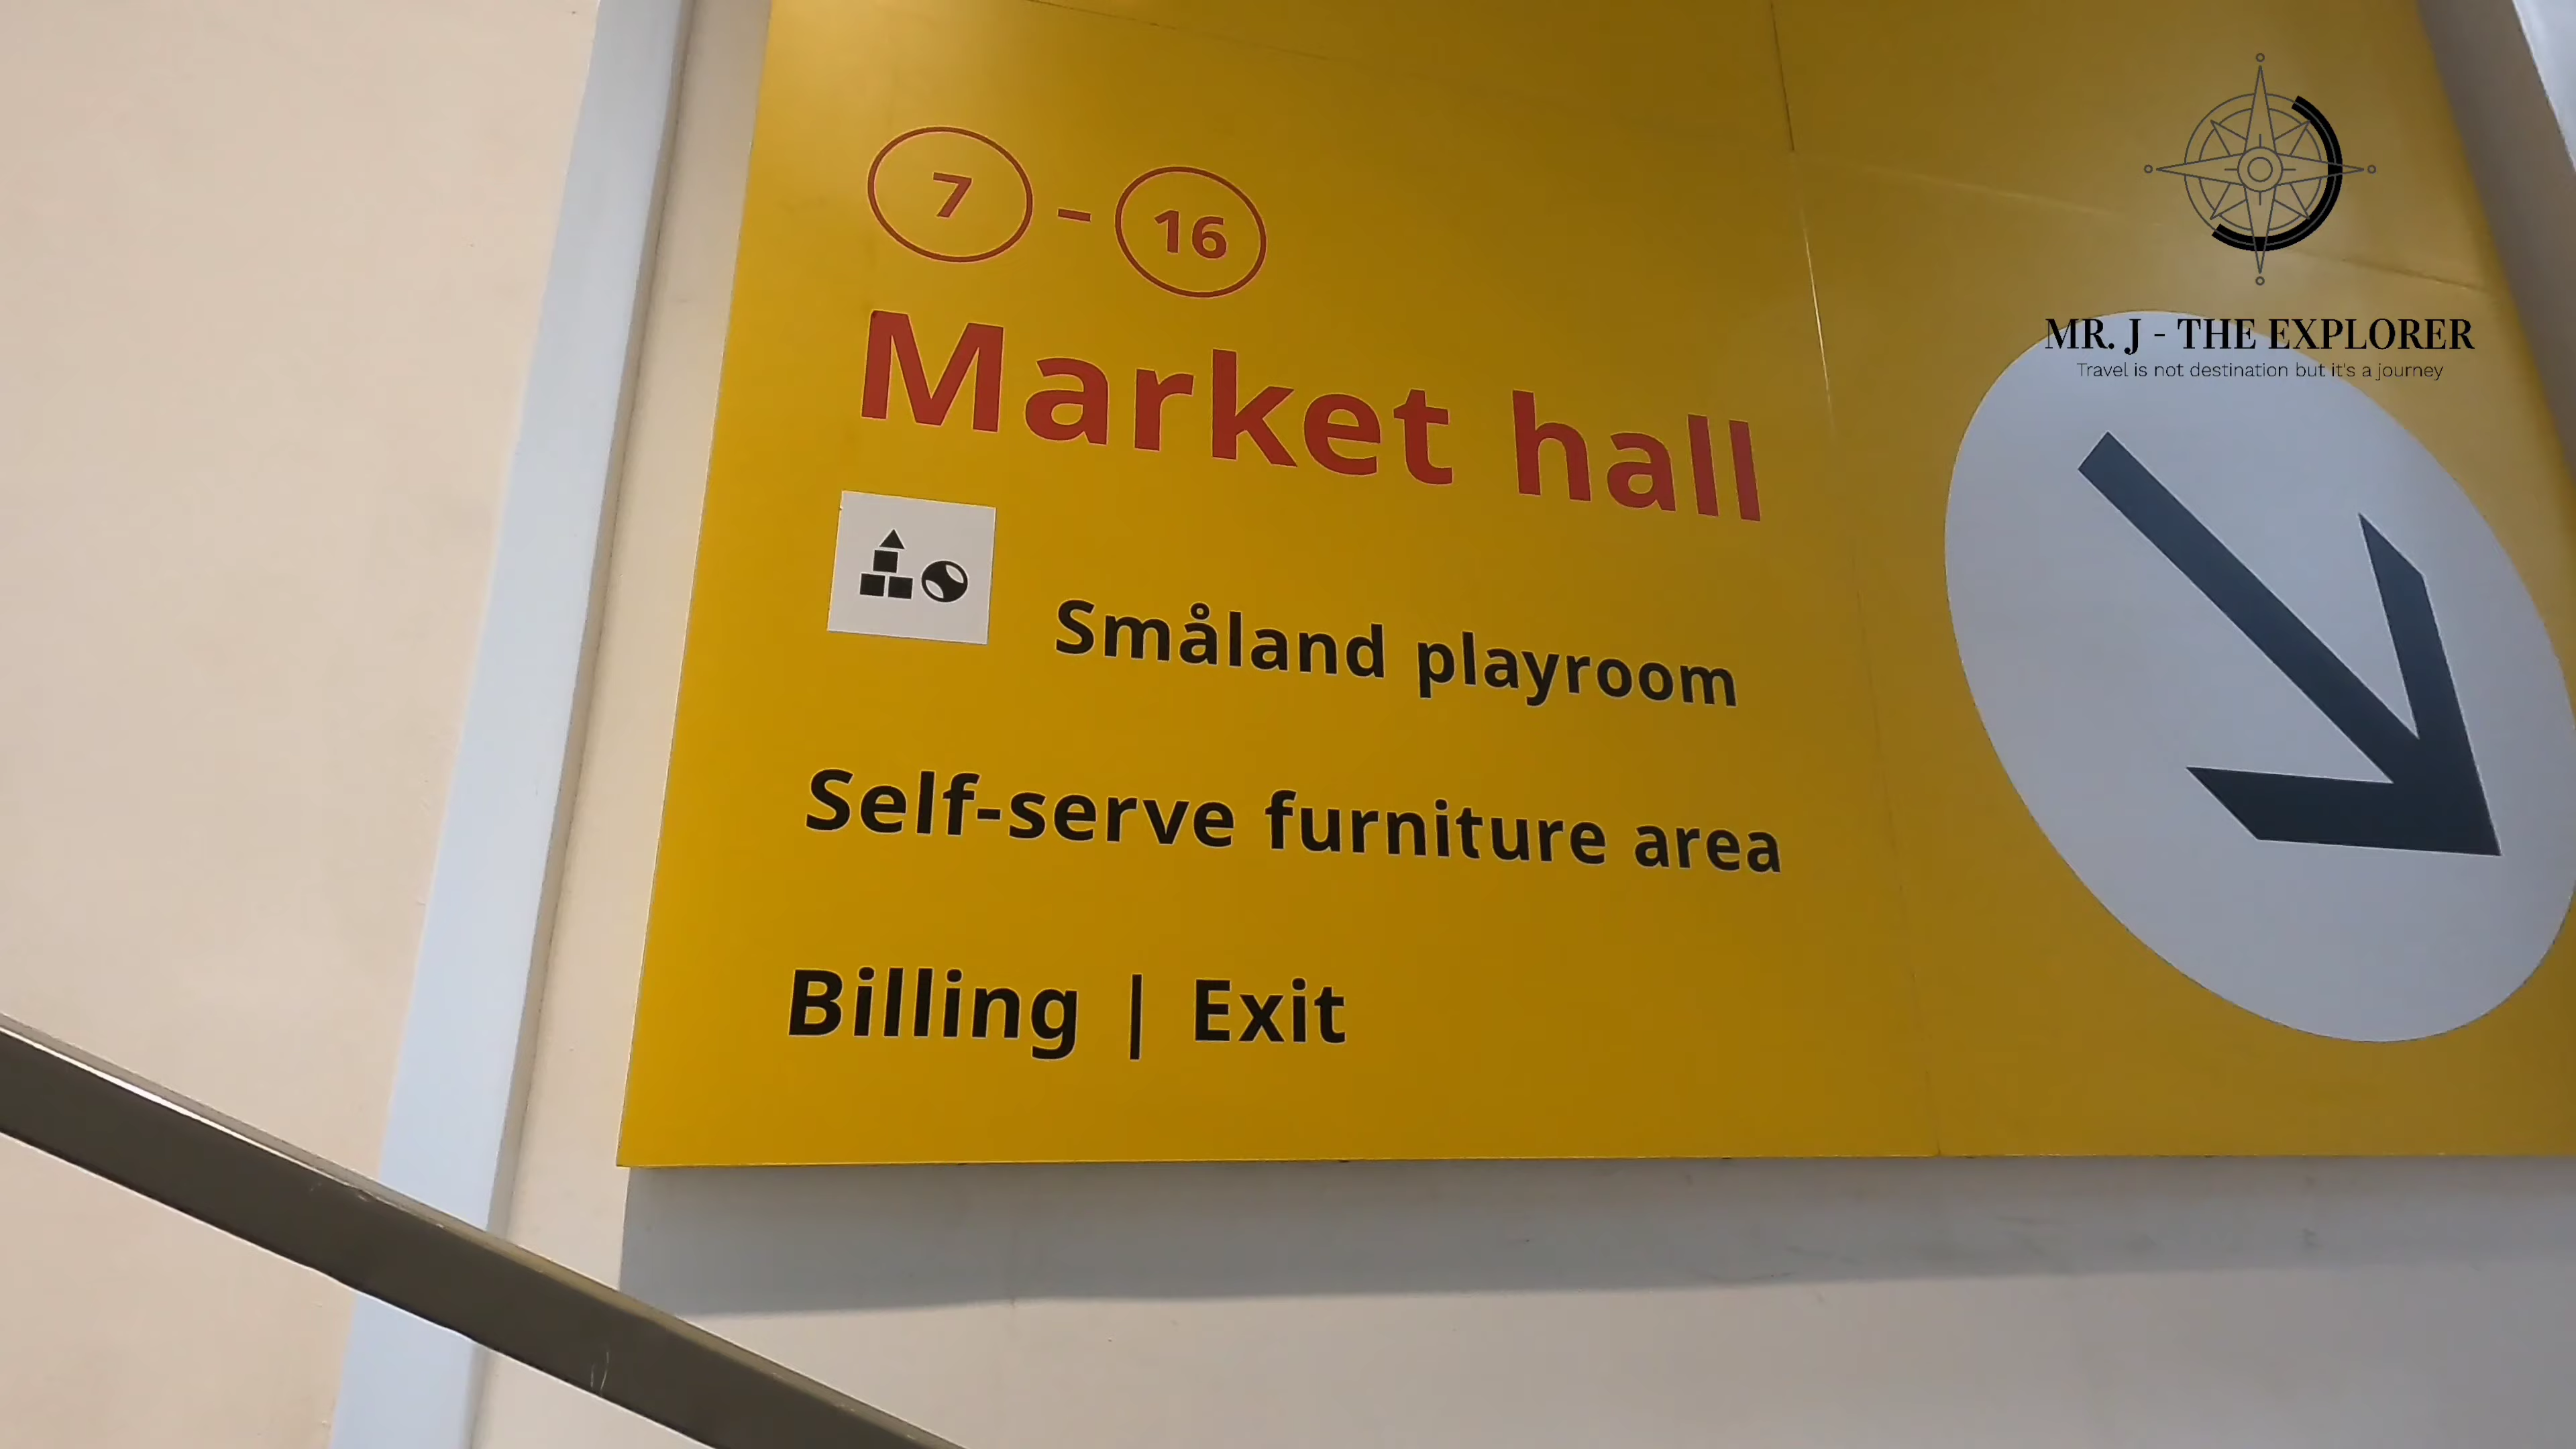 7 - 16
Market hall
Småland playroom
Self-serve furniture area
Billing | Exit
MR. J - THE EXPLORER
Travel is not destination but it's a journey